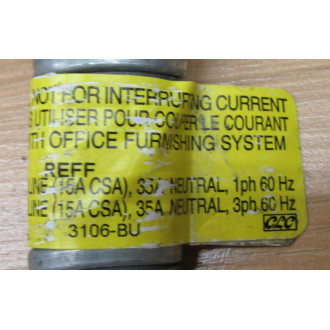 NOT FOR INTERRUPTING CURRENT
UTILISER POUR COUPER LE COURANT
OFFICE FURNISHING SYSTEM
REFF
LINE (15A CSA), NEUTRAL, 1ph 60 Hz
LINE (15A CSA), 35A NEUTRAL, 3ph 60 Hz
3106-BU